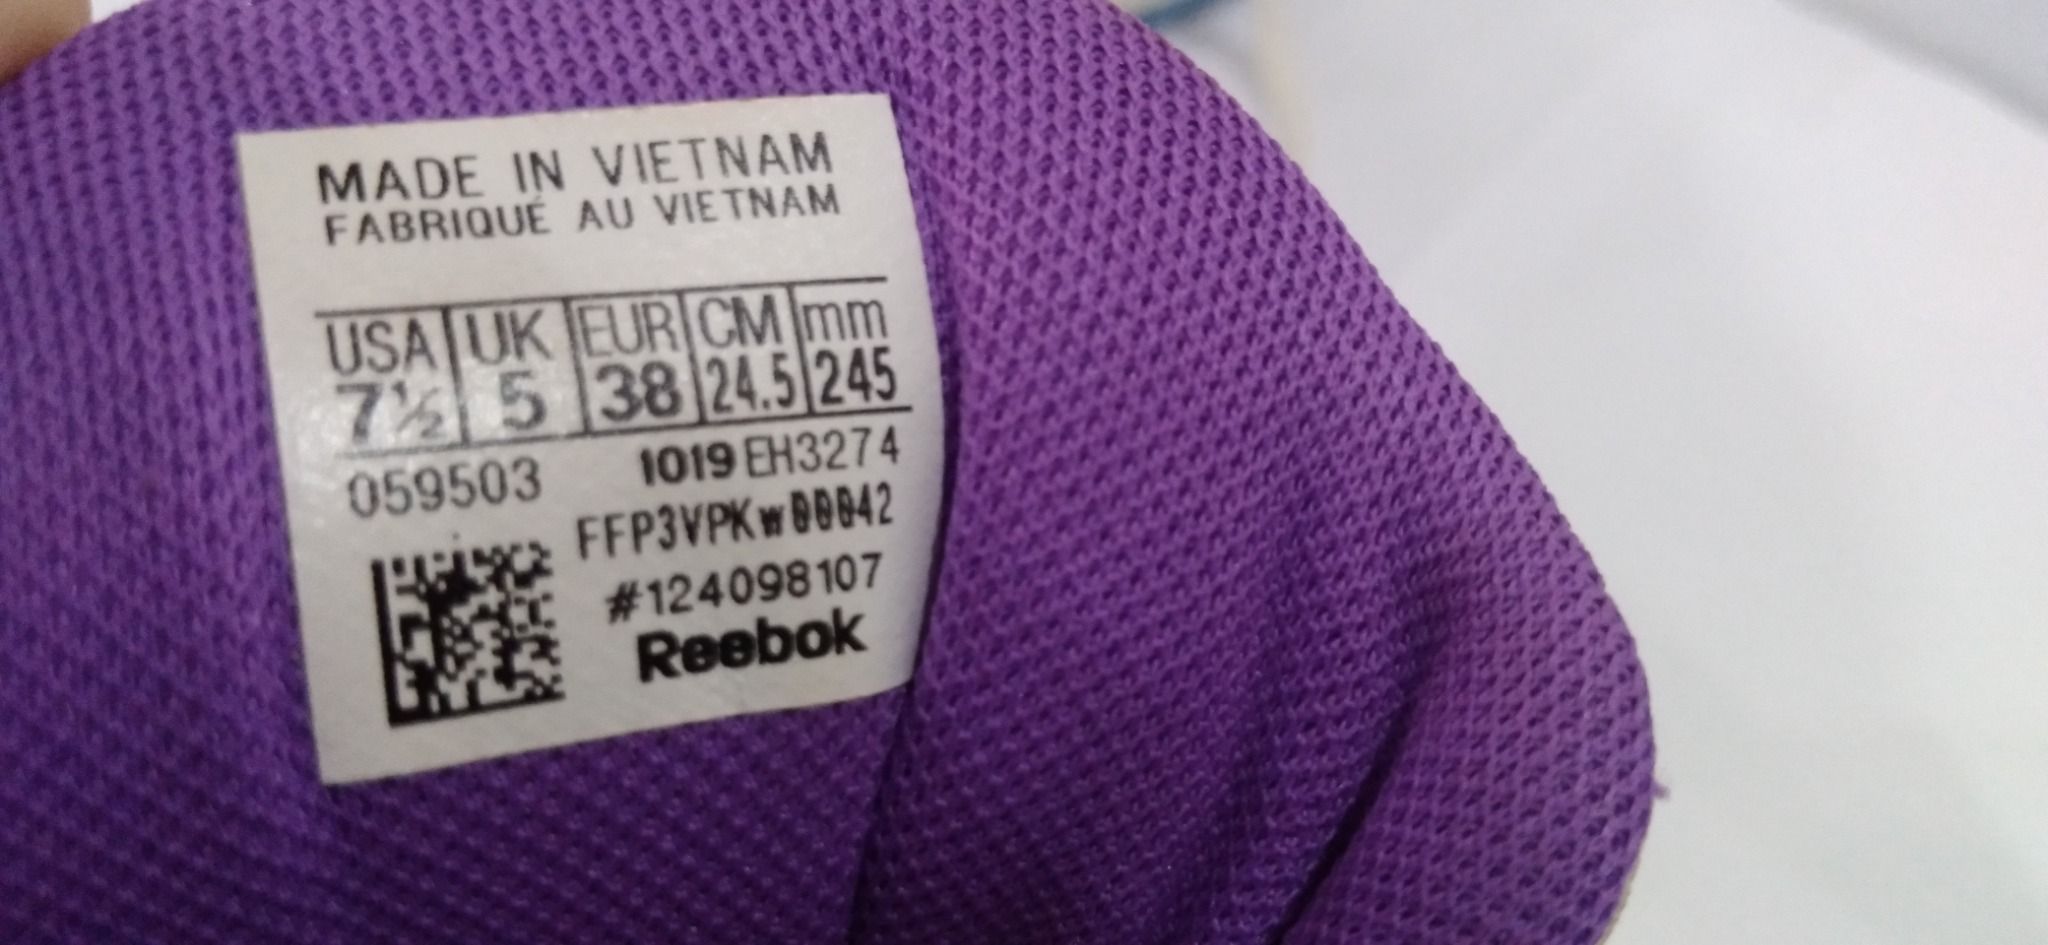 MADE IN VIETNAM
FABRIQUÉ AU VIETNAM
USA UK EUR CM mm
7½ 5 38 24.5 245
059503 1019 EH3274
FFP3VPKw00042
#124098107
Reebok